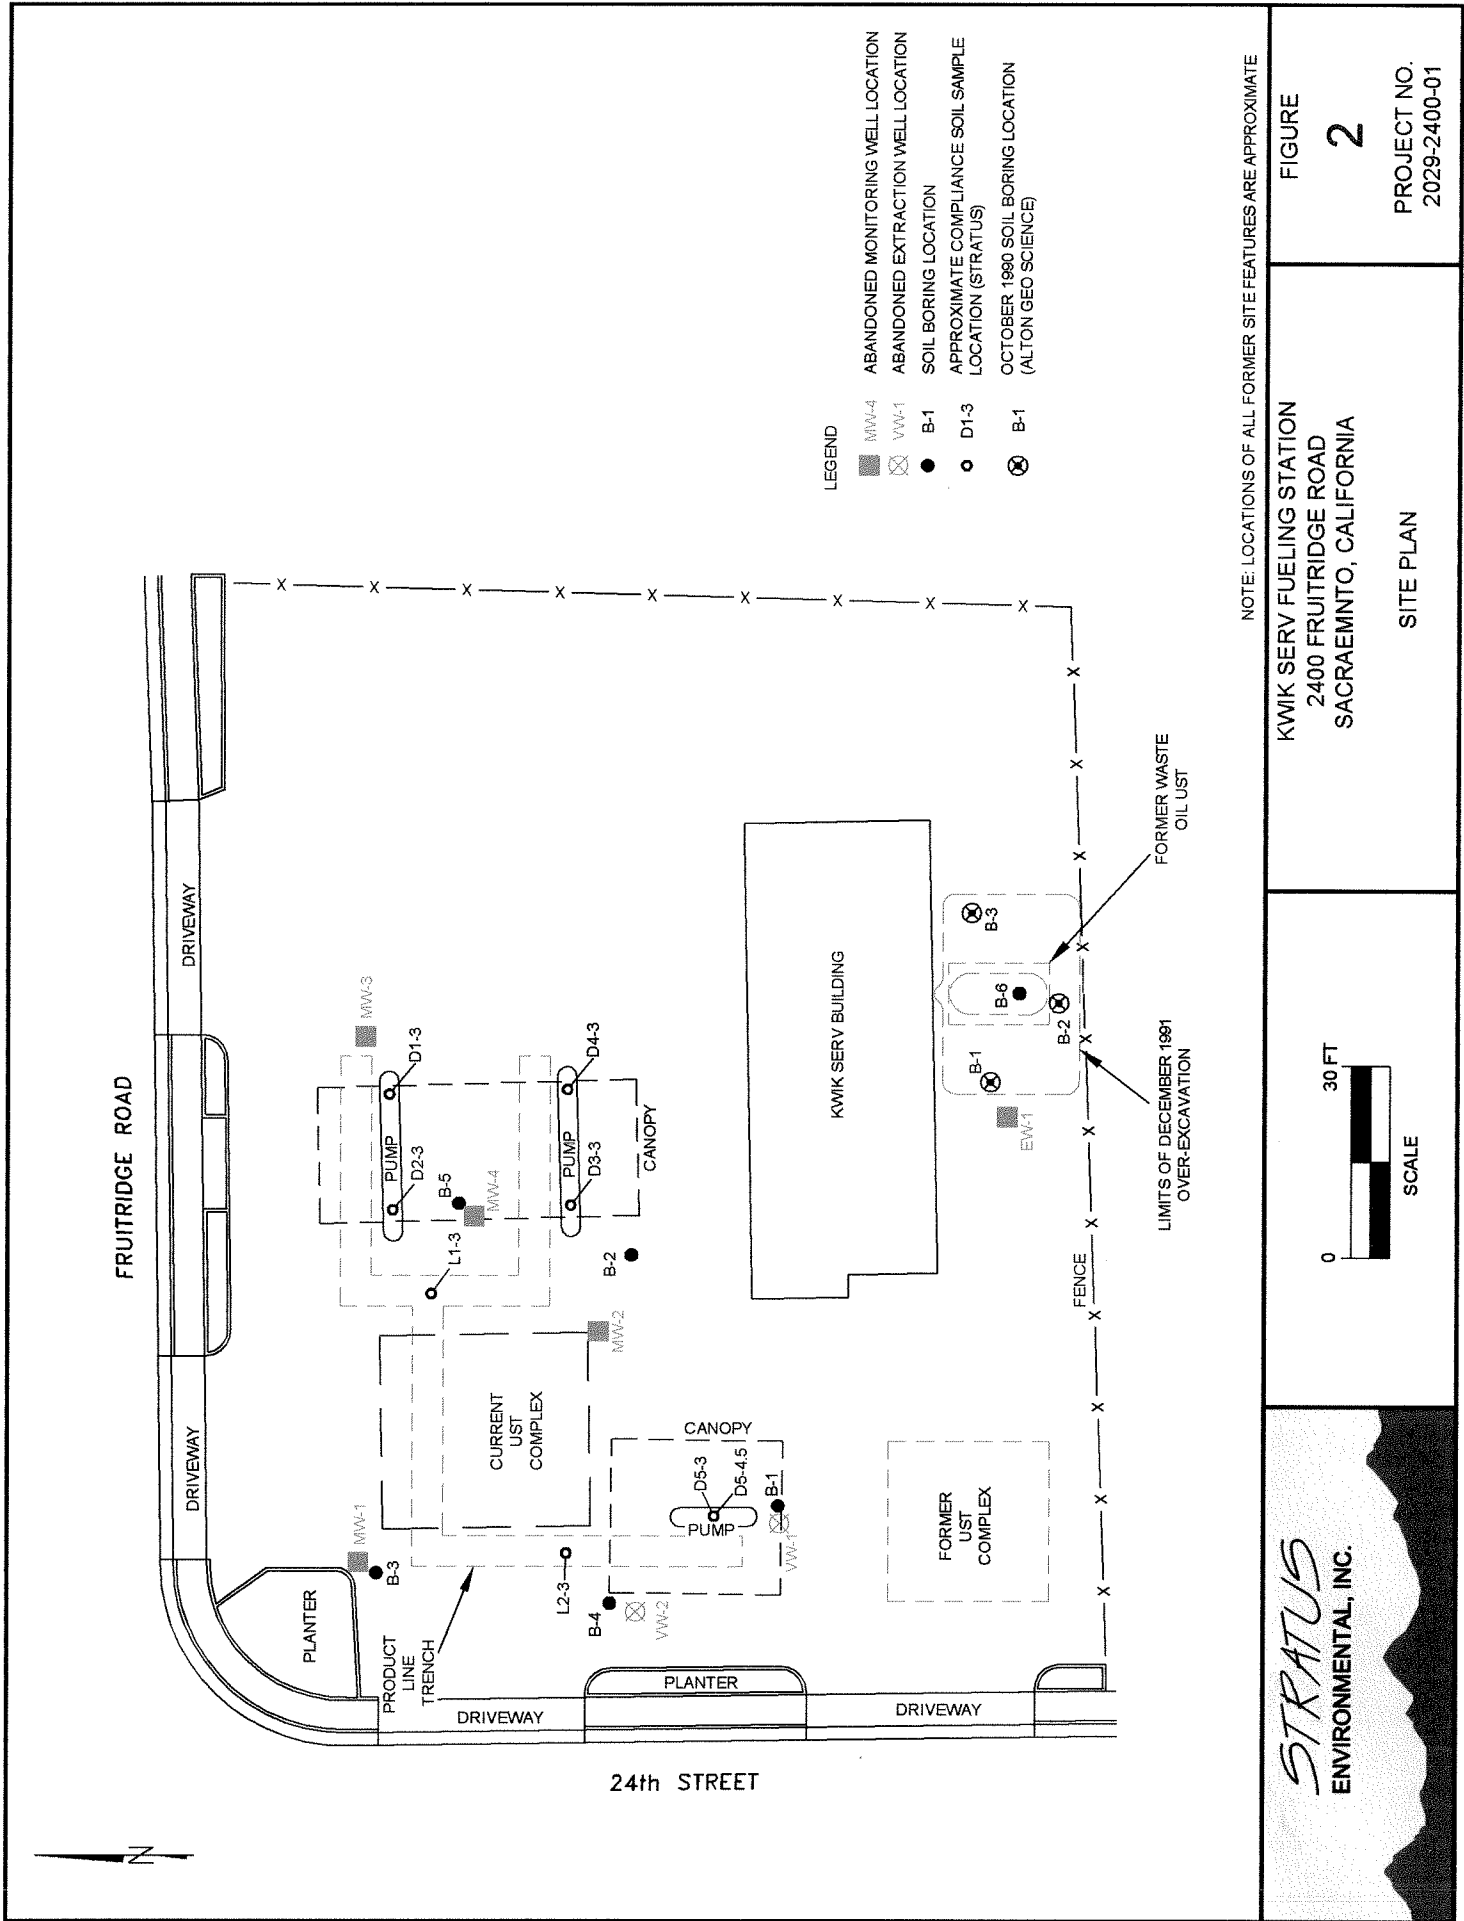 FRUITRIDGE ROAD
24th STREET
N
DRIVEWAY
DRIVEWAY
DRIVEWAY
DRIVEWAY
PLANTER
PLANTER
PRODUCT
LINE
TRENCH
MW-1
B-3
MW-3
D1-3
D2-3
PUMP
B-5
MW-4
L1-3
D4-3
D3-3
PUMP
CANOPY
B-2
MW-2
CURRENT
UST
COMPLEX
L2-3
B-4
VW-2
CANOPY
D5-3
D5-4.5
PUMP
B-1
VW-1
FORMER
UST
COMPLEX
KWIK SERV BUILDING
B-3
B-6
B-2
B-1
EW-1
FENCE
FORMER WASTE
OIL UST
LIMITS OF DECEMBER 1991
OVER-EXCAVATION
X X X X X X X X X
X X X X X X X X X X X
LEGEND
MW-4 ABANDONED MONITORING WELL LOCATION
VW-1 ABANDONED EXTRACTION WELL LOCATION
B-1 SOIL BORING LOCATION
D1-3 APPROXIMATE COMPLIANCE SOIL SAMPLE
LOCATION (STRATUS)
B-1 OCTOBER 1990 SOIL BORING LOCATION
(ALTON GEO SCIENCE)
NOTE: LOCATIONS OF ALL FORMER SITE FEATURES ARE APPROXIMATE
STRATUS
ENVIRONMENTAL, INC.
0 30 FT
SCALE
KWIK SERV FUELING STATION
2400 FRUITRIDGE ROAD
SACRAEMNTO, CALIFORNIA
SITE PLAN
FIGURE
2
PROJECT NO.
2029-2400-01